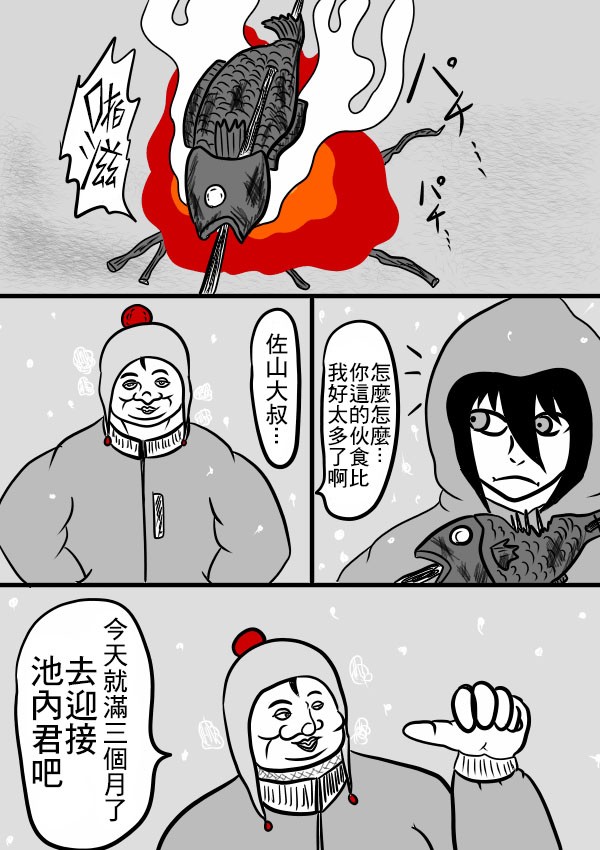 啪滋
パチ…
パチ…
怎麼怎麼…
你這的伙食比
我好太多了啊
佐山大叔…
今天就滿三個月了
去迎接
池內君吧